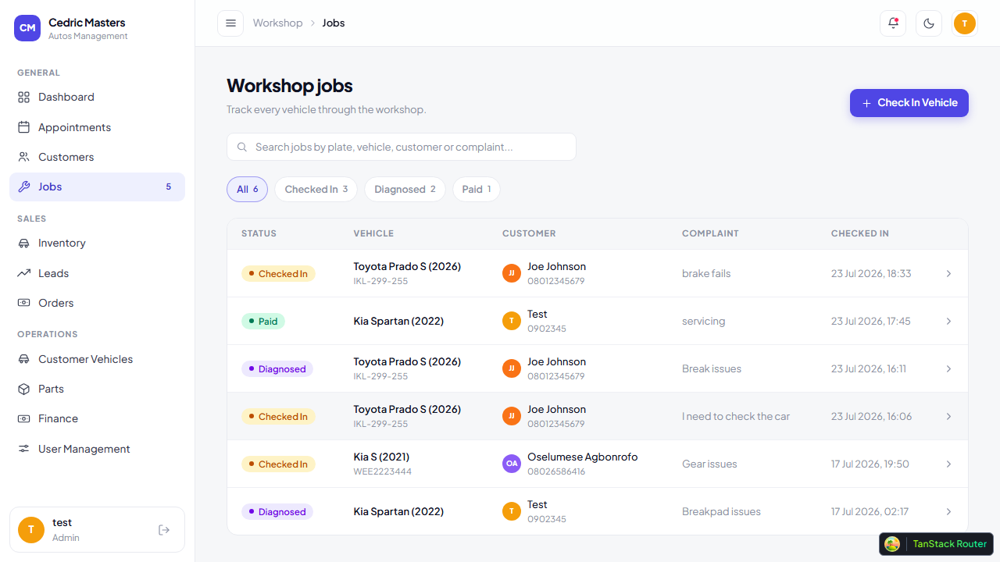 CM
Cedric Masters
Autos Management
GENERAL
Dashboard
Appointments
Customers
Jobs 5
SALES
Inventory
Leads
Orders
OPERATIONS
Customer Vehicles
Parts
Finance
User Management
T
test
Admin
Workshop > Jobs
T
Workshop jobs
Track every vehicle through the workshop.
+ Check In Vehicle
Search jobs by plate, vehicle, customer or complaint...
All 6 Checked In 3 Diagnosed 2 Paid 1
STATUS VEHICLE CUSTOMER COMPLAINT CHECKED IN
Checked In Toyota Prado S (2026) IKL-299-255 JJ Joe Johnson 08012345679 brake fails 23 Jul 2026, 18:33
Paid Kia Spartan (2022) T Test 0902345 servicing 23 Jul 2026, 17:45
Diagnosed Toyota Prado S (2026) IKL-299-255 JJ Joe Johnson 08012345679 Break issues 23 Jul 2026, 16:11
Checked In Toyota Prado S (2026) IKL-299-255 JJ Joe Johnson 08012345679 I need to check the car 23 Jul 2026, 16:06
Checked In Kia S (2021) WEE2223444 OA Oselumese Agbonrofo 08026586416 Gear issues 17 Jul 2026, 19:50
Diagnosed Kia Spartan (2022) T Test 0902345 Breakpad issues 17 Jul 2026, 02:17
TanStack Router